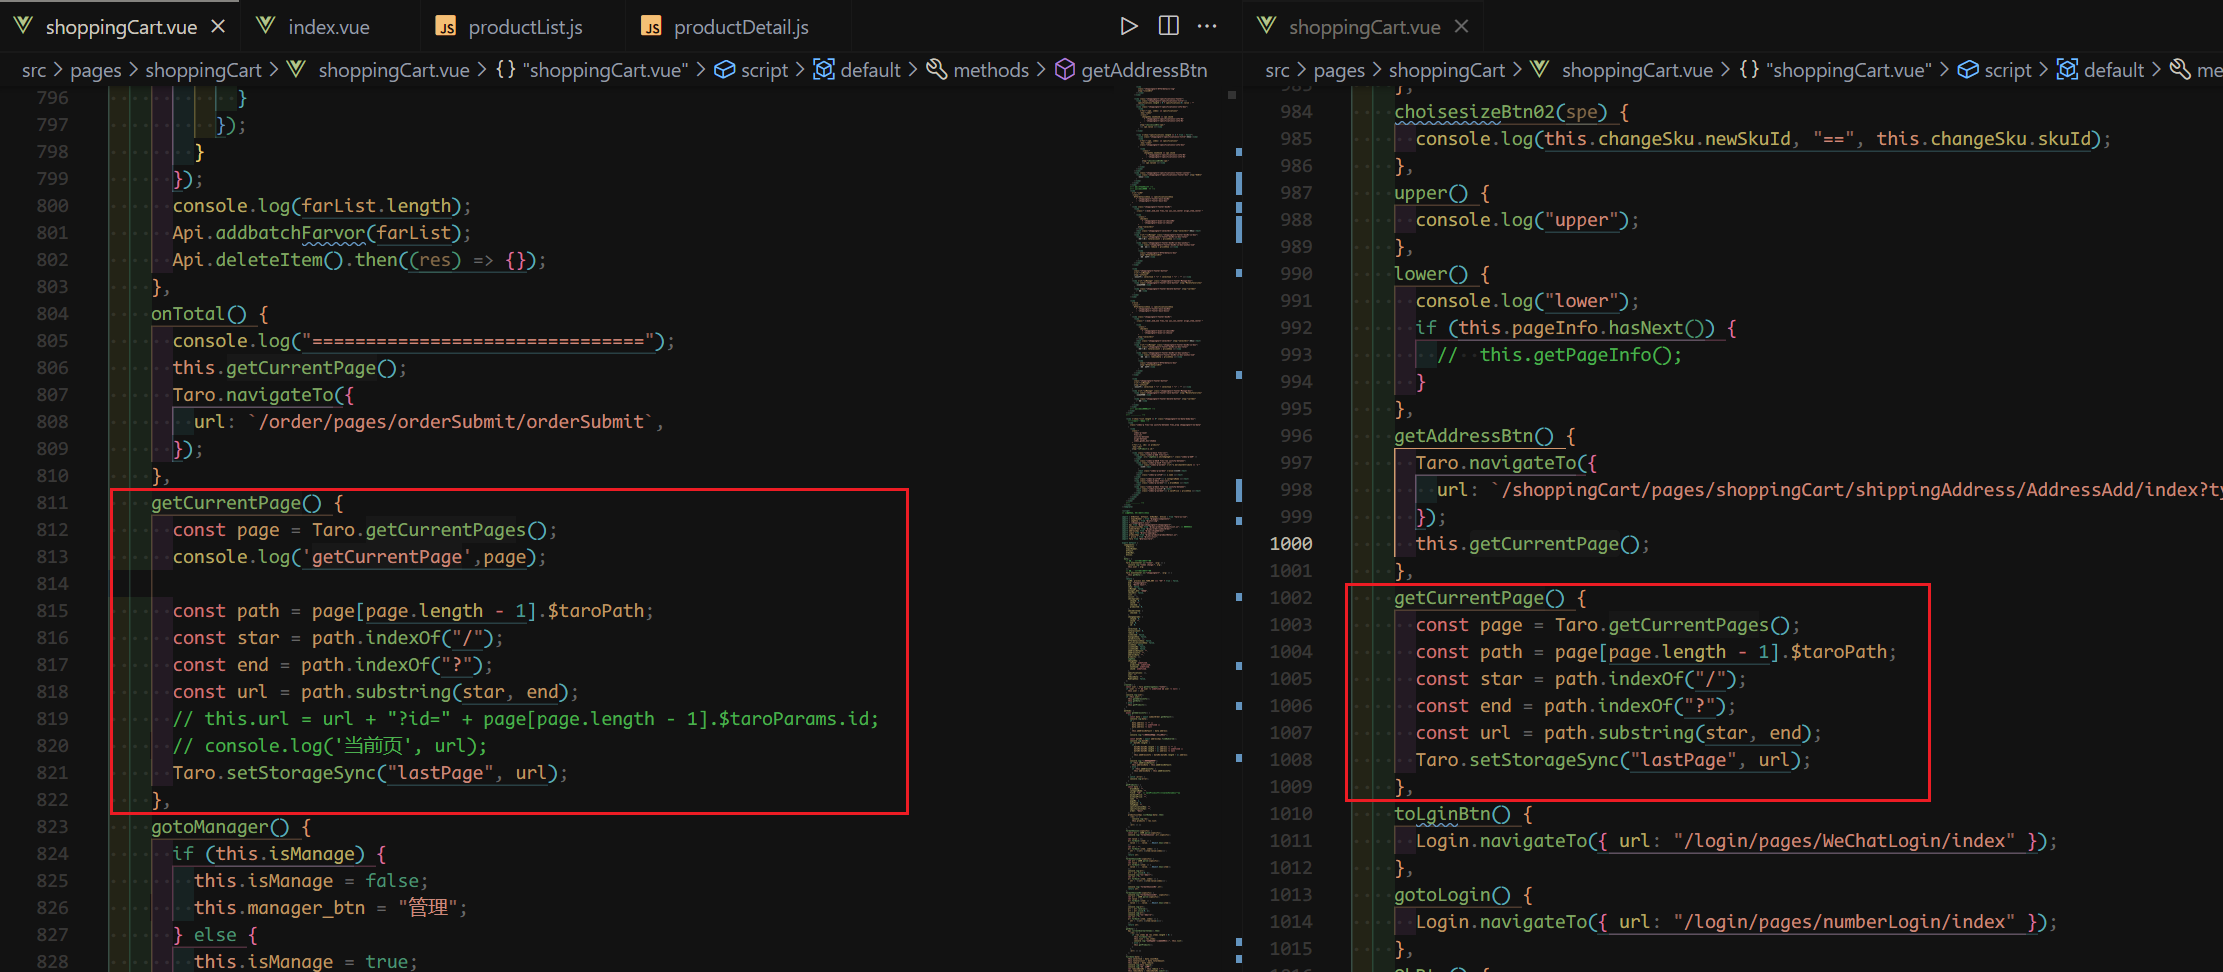 shoppingCart.vue
index.vue
JS productList.js
JS productDetail.js
src > pages > shoppingCart > shoppingCart.vue > {} "shoppingCart.vue" > script > default > methods > getAddressBtn
796 }
797 });
798 }
799 });
800 console.log(farList.length);
801 Api.addbatchFarvor(farList);
802 Api.deleteItem().then((res) => {});
803 },
804 onTotal() {
805 console.log("===============================");
806 this.getCurrentPage();
807 Taro.navigateTo({
808 url: `/order/pages/orderSubmit/orderSubmit`,
809 });
810 },
811 getCurrentPage() {
812 const page = Taro.getCurrentPages();
813 console.log('getCurrentPage',page);
814
815 const path = page[page.length - 1].$taroPath;
816 const star = path.indexOf("/");
817 const end = path.indexOf("?");
818 const url = path.substring(star, end);
819 // this.url = url + "?id=" + page[page.length - 1].$taroParams.id;
820 // console.log('当前页', url);
821 Taro.setStorageSync("lastPage", url);
822 },
823 gotoManager() {
824 if (this.isManage) {
825 this.isManage = false;
826 this.manager_btn = "管理";
827 } else {
828 this.isManage = true;
shoppingCart.vue
src > pages > shoppingCart > shoppingCart.vue > {} "shoppingCart.vue" > script > default > me
983 },
984 choisesizeBtn02(spe) {
985 console.log(this.changeSku.newSkuId, "==", this.changeSku.skuId);
986 },
987 upper() {
988 console.log("upper");
989 },
990 lower() {
991 console.log("lower");
992 if (this.pageInfo.hasNext()) {
993 // this.getPageInfo();
994 }
995 },
996 getAddressBtn() {
997 Taro.navigateTo({
998 url: `/shoppingCart/pages/shoppingCart/shippingAddress/AddressAdd/index?ty
999 });
1000 this.getCurrentPage();
1001 },
1002 getCurrentPage() {
1003 const page = Taro.getCurrentPages();
1004 const path = page[page.length - 1].$taroPath;
1005 const star = path.indexOf("/");
1006 const end = path.indexOf("?");
1007 const url = path.substring(star, end);
1008 Taro.setStorageSync("lastPage", url);
1009 },
1010 toLginBtn() {
1011 Login.navigateTo({ url: "/login/pages/WeChatLogin/index" });
1012 },
1013 gotoLogin() {
1014 Login.navigateTo({ url: "/login/pages/numberLogin/index" });
1015 },